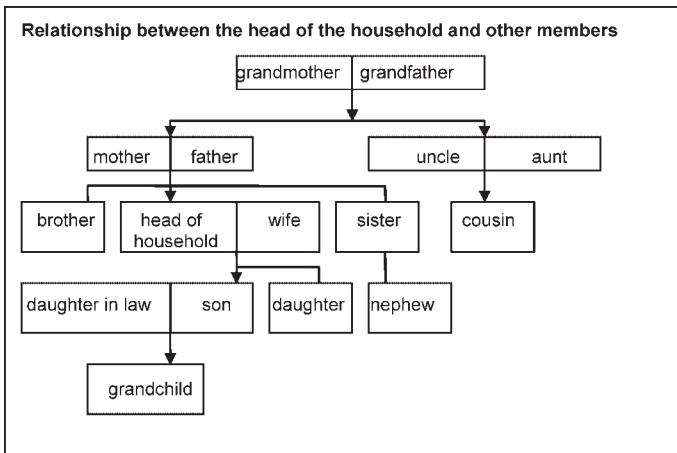 Relationship between the head of the household and other members
grandmother grandfather
mother father uncle aunt
brother head of household wife sister cousin
daughter in law son daughter nephew
grandchild